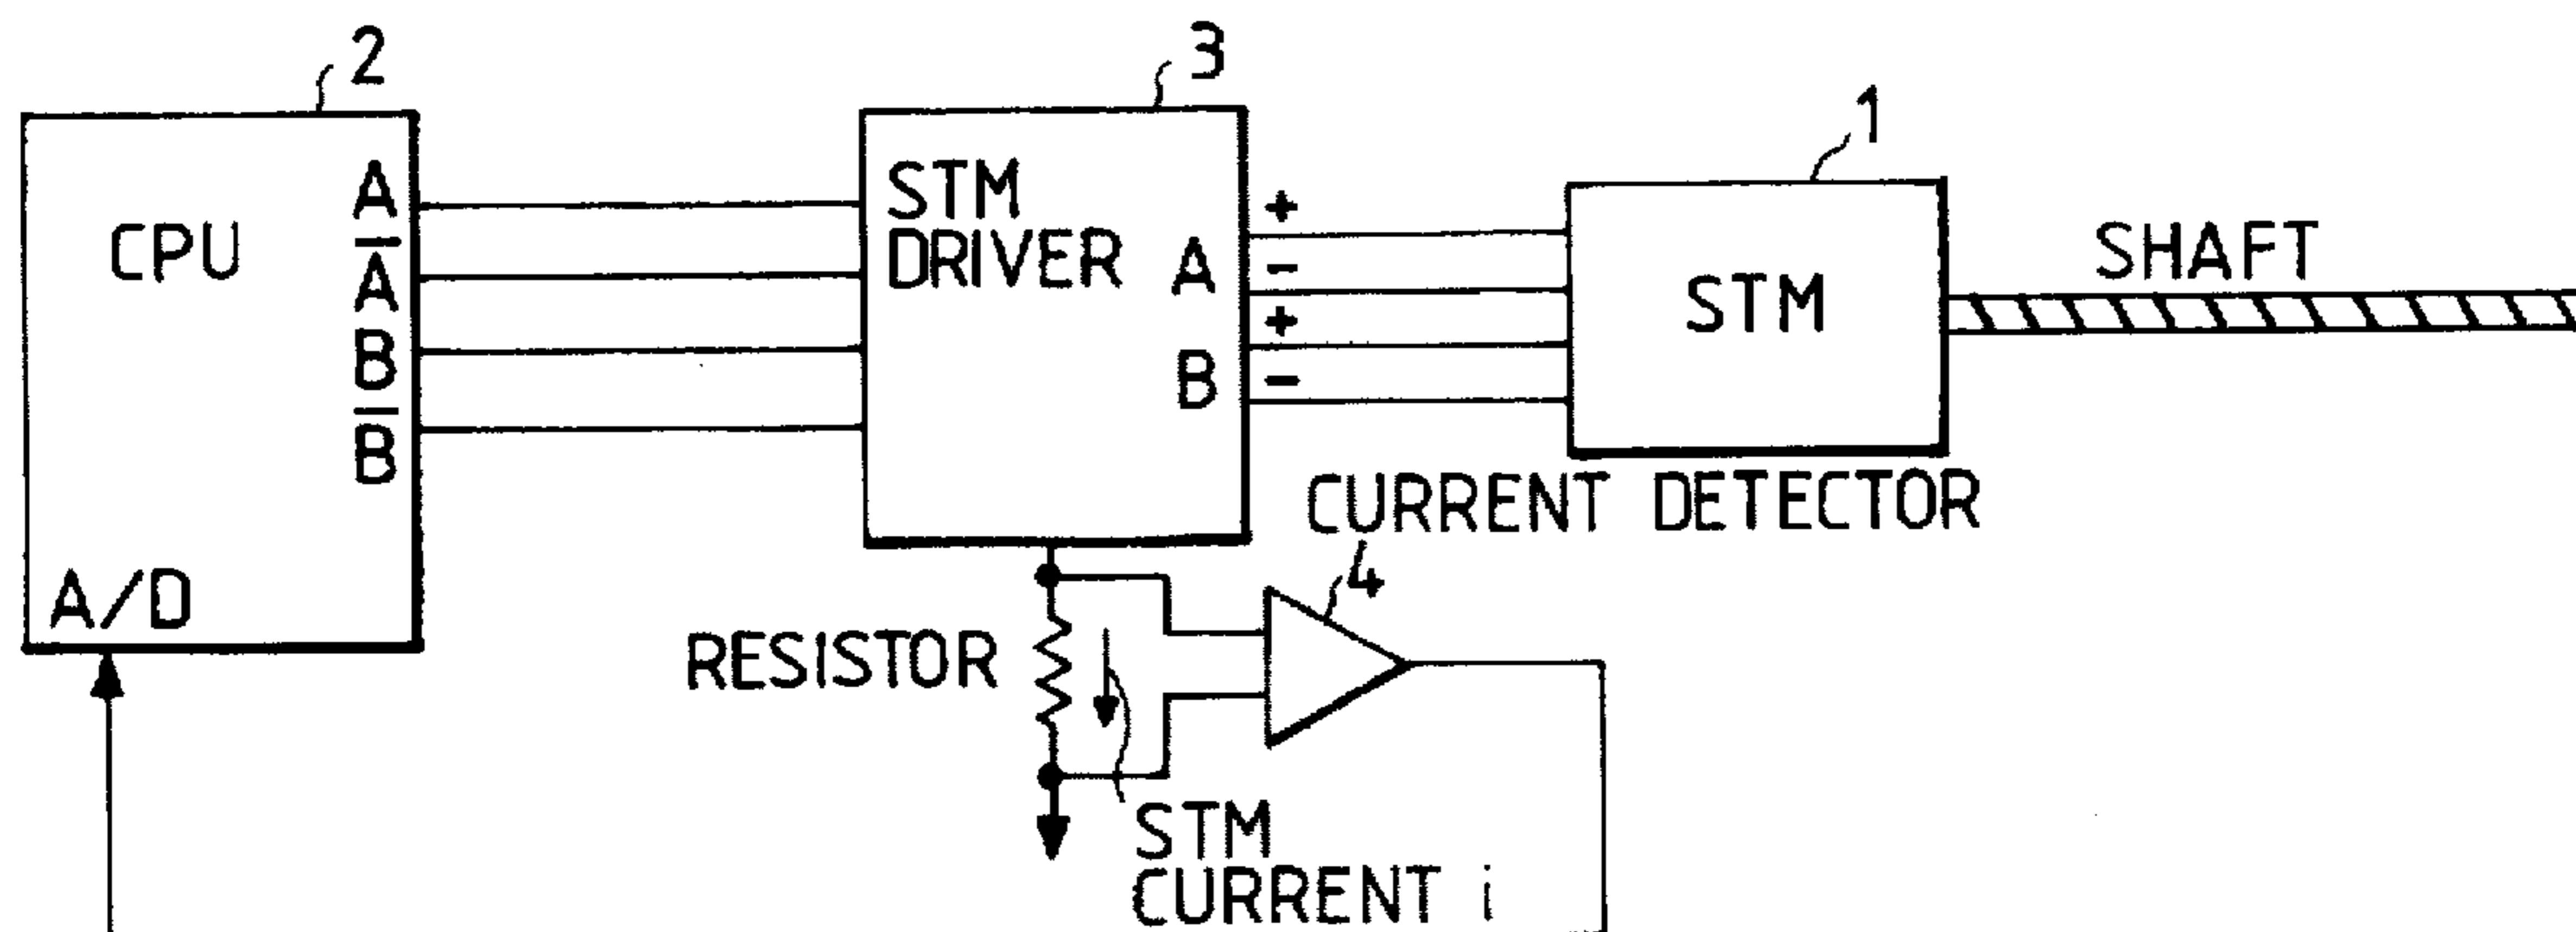 2
3
1
CPU
A
A̅
B
B̅
A/D
STM
DRIVER
A
B
+
-
+
-
STM
SHAFT
CURRENT DETECTOR
4
RESISTOR
STM
CURRENT i